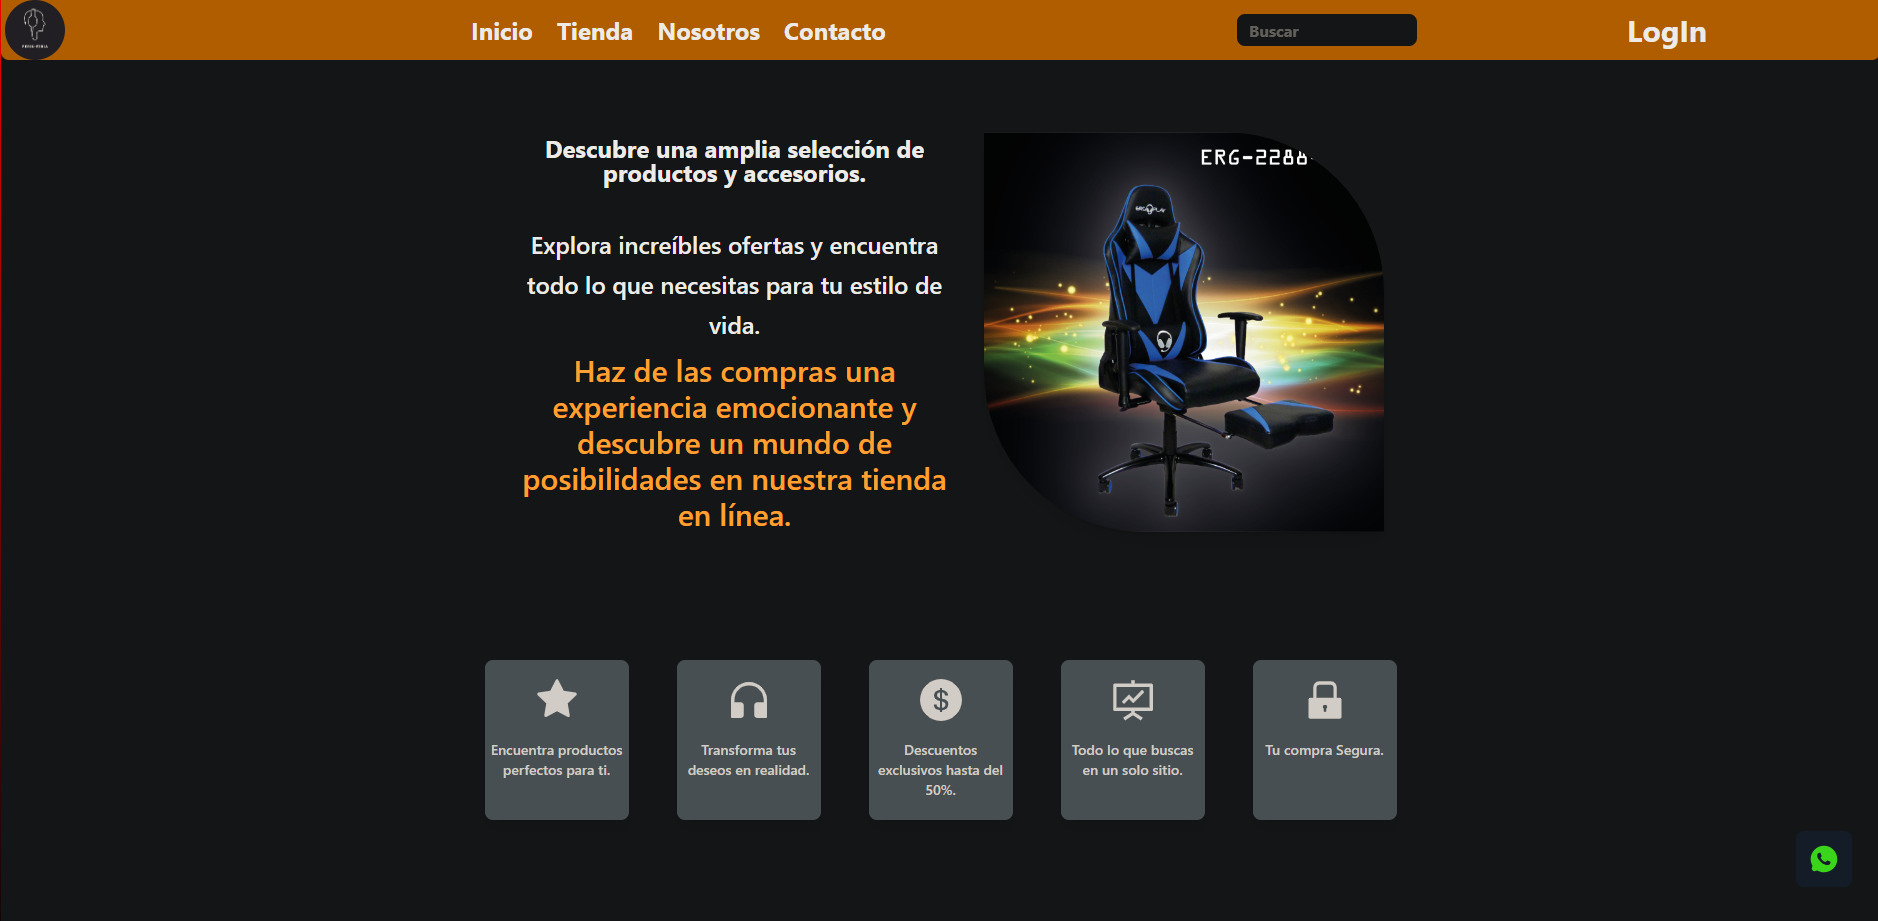 Inicio Tienda Nosotros Contacto Buscar LogIn
Descubre una amplia selección de
productos y accesorios.
Explora increíbles ofertas y encuentra
todo lo que necesitas para tu estilo de
vida.
Haz de las compras una
experiencia emocionante y
descubre un mundo de
posibilidades en nuestra tienda
en línea.
Encuentra productos
perfectos para ti.
Transforma tus
deseos en realidad.
Descuentos
exclusivos hasta del
50%.
Todo lo que buscas
en un solo sitio.
Tu compra Segura.